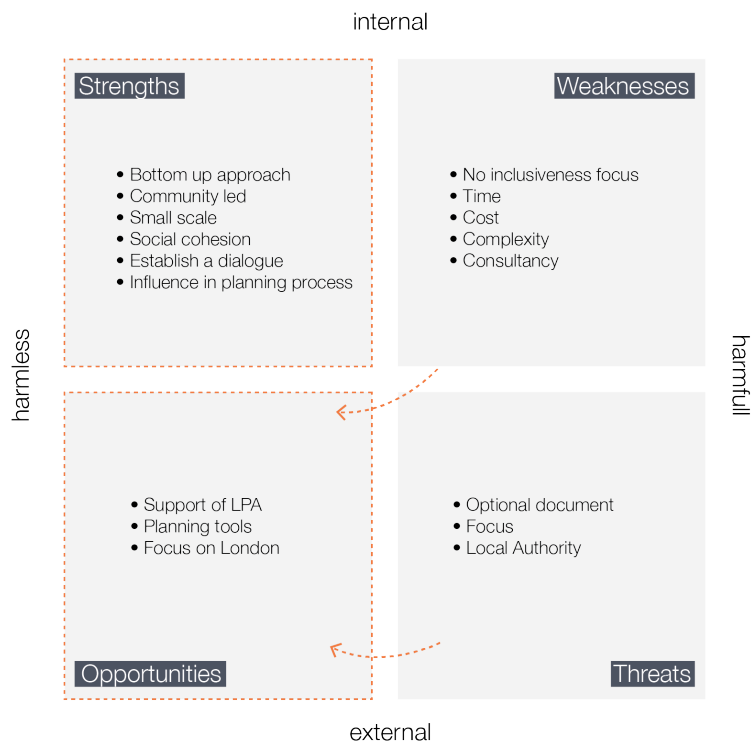 internal
Strengths
• Bottom up approach
• Community led
• Small scale
• Social cohesion
• Establish a dialogue
• Influence in planning process
Weaknesses
• No inclusiveness focus
• Time
• Cost
• Complexity
• Consultancy
harmless
harmfull
• Support of LPA
• Planning tools
• Focus on London
Opportunities
• Optional document
• Focus
• Local Authority
Threats
external